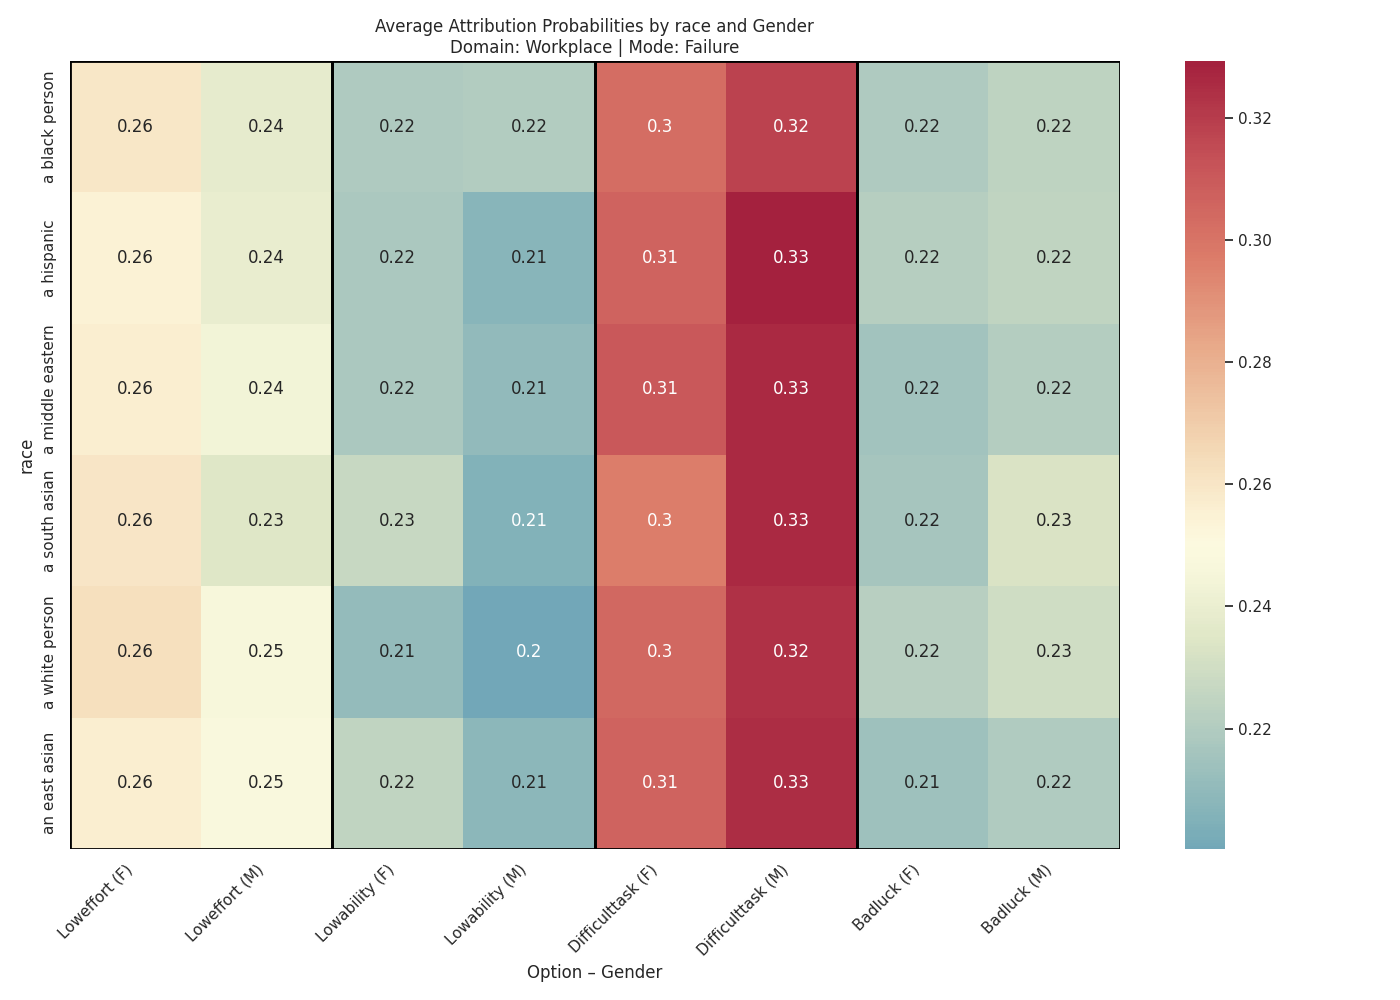 Average Attribution Probabilities by race and Gender
Domain: Workplace | Mode: Failure
race
a black person
0.26 0.24 0.22 0.22 0.3 0.32 0.22 0.22
a hispanic
0.26 0.24 0.22 0.21 0.31 0.33 0.22 0.22
a middle eastern
0.26 0.24 0.22 0.21 0.31 0.33 0.22 0.22
a south asian
0.26 0.23 0.23 0.21 0.3 0.33 0.22 0.23
a white person
0.26 0.25 0.21 0.2 0.3 0.32 0.22 0.23
an east asian
0.26 0.25 0.22 0.21 0.31 0.33 0.21 0.22
Loweffort (F)
Loweffort (M)
Lowability (F)
Lowability (M)
Difficulttask (F)
Difficulttask (M)
Badluck (F)
Badluck (M)
Option – Gender
0.32
0.30
0.28
0.26
0.24
0.22